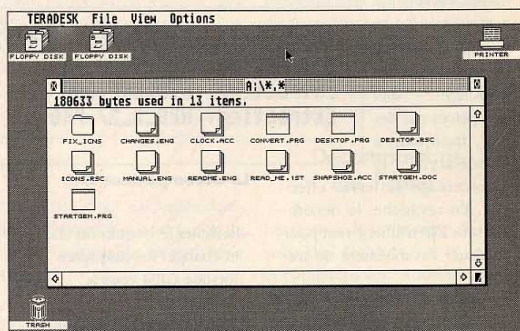 TERADESK File View Options
FLOPPY DISK FLOPPY DISK PRINTER
A:\*.*
180633 bytes used in 13 items.
FIX_ICNS CHANGES.ENG CLOCK.ACC CONVERT.PRG DESKTOP.PRG DESKTOP.RSC
ICONS.RSC MANUAL.ENG README.ENG READ_ME.1ST SNAPSHOZ.ACC STARTGEM.DOC
STARTGEM.PRG
TRASH